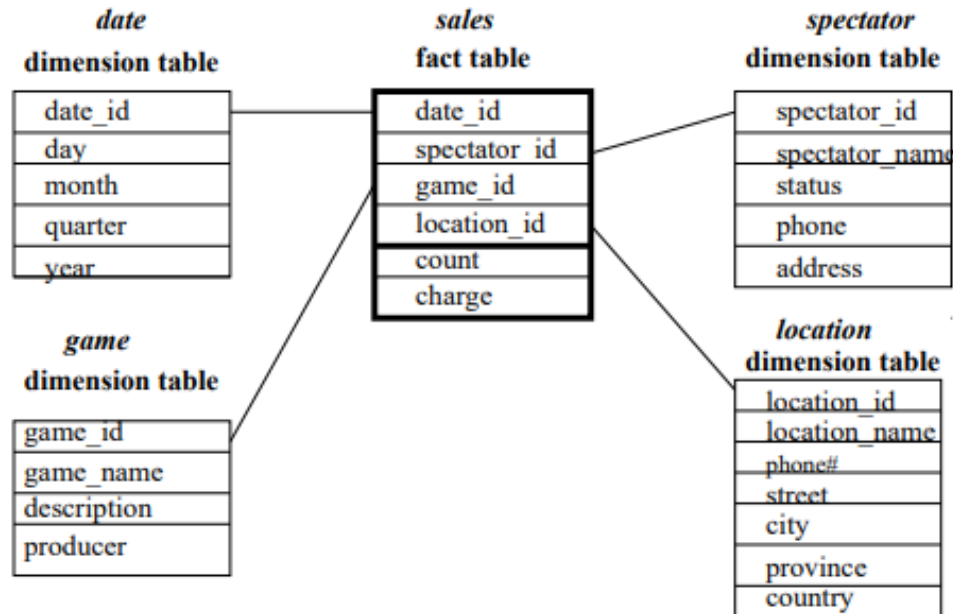 date
dimension table
date_id
day
month
quarter
year
sales
fact table
date_id
spectator_id
game_id
location_id
count
charge
spectator
dimension table
spectator_id
spectator_name
status
phone
address
game
dimension table
game_id
game_name
description
producer
location
dimension table
location_id
location_name
phone#
street
city
province
country